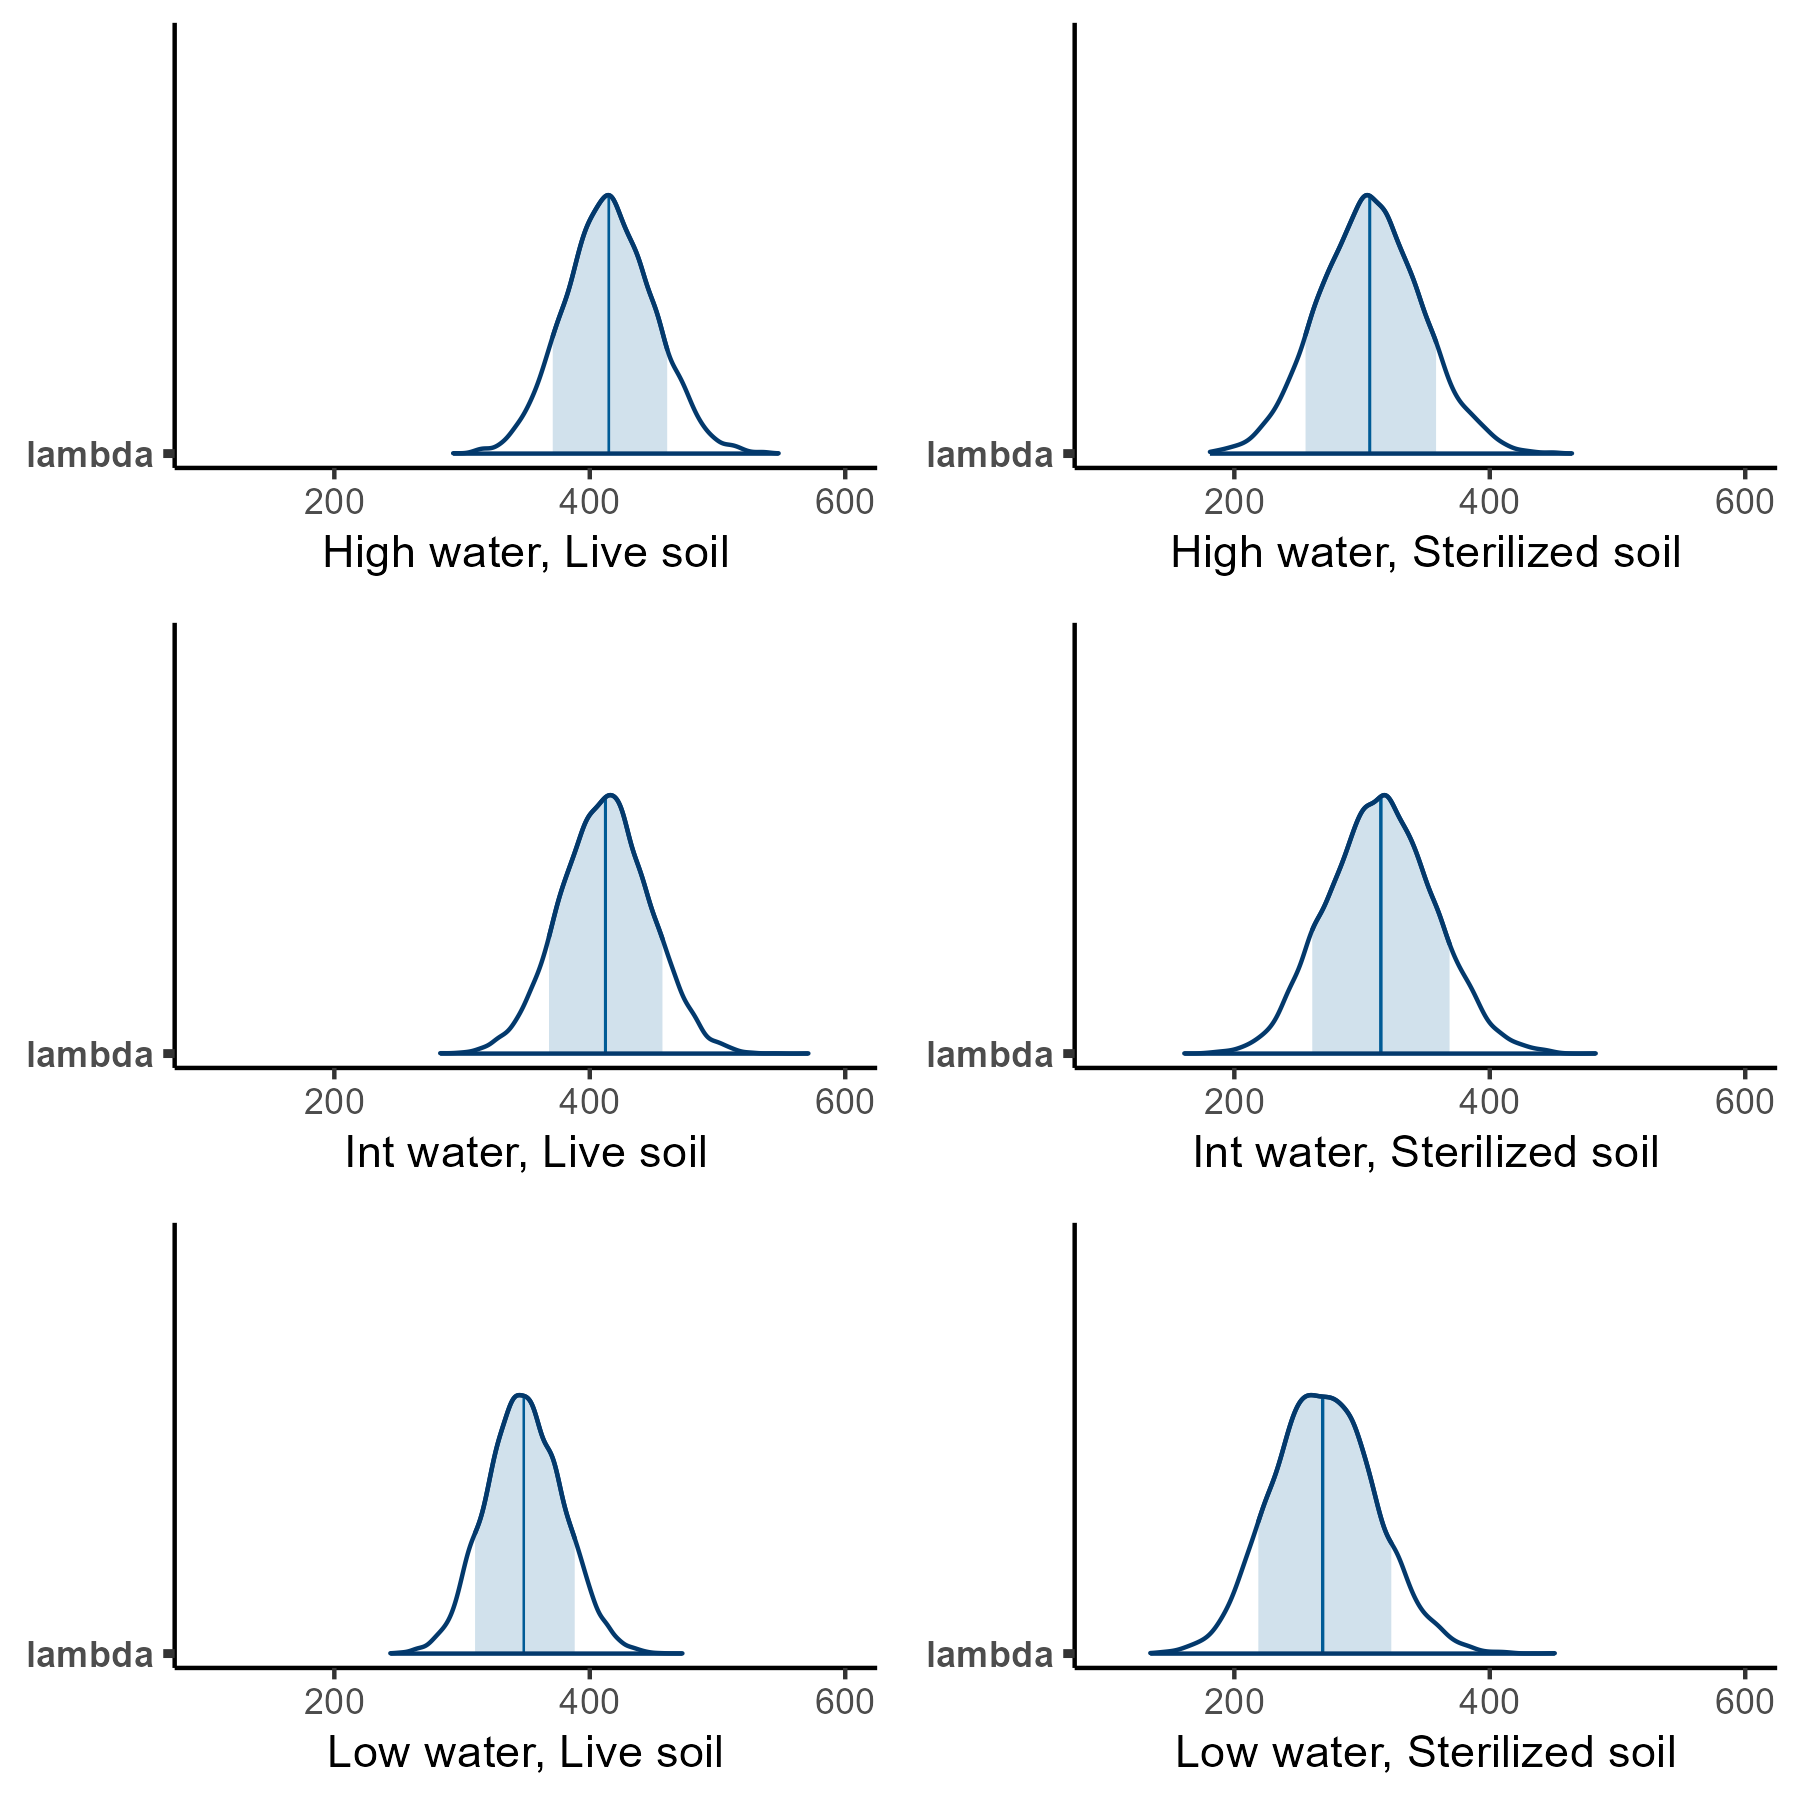 lambda
200 400 600
High water, Live soil
lambda
200 400 600
High water, Sterilized soil
lambda
200 400 600
Int water, Live soil
lambda
200 400 600
Int water, Sterilized soil
lambda
200 400 600
Low water, Live soil
lambda
200 400 600
Low water, Sterilized soil